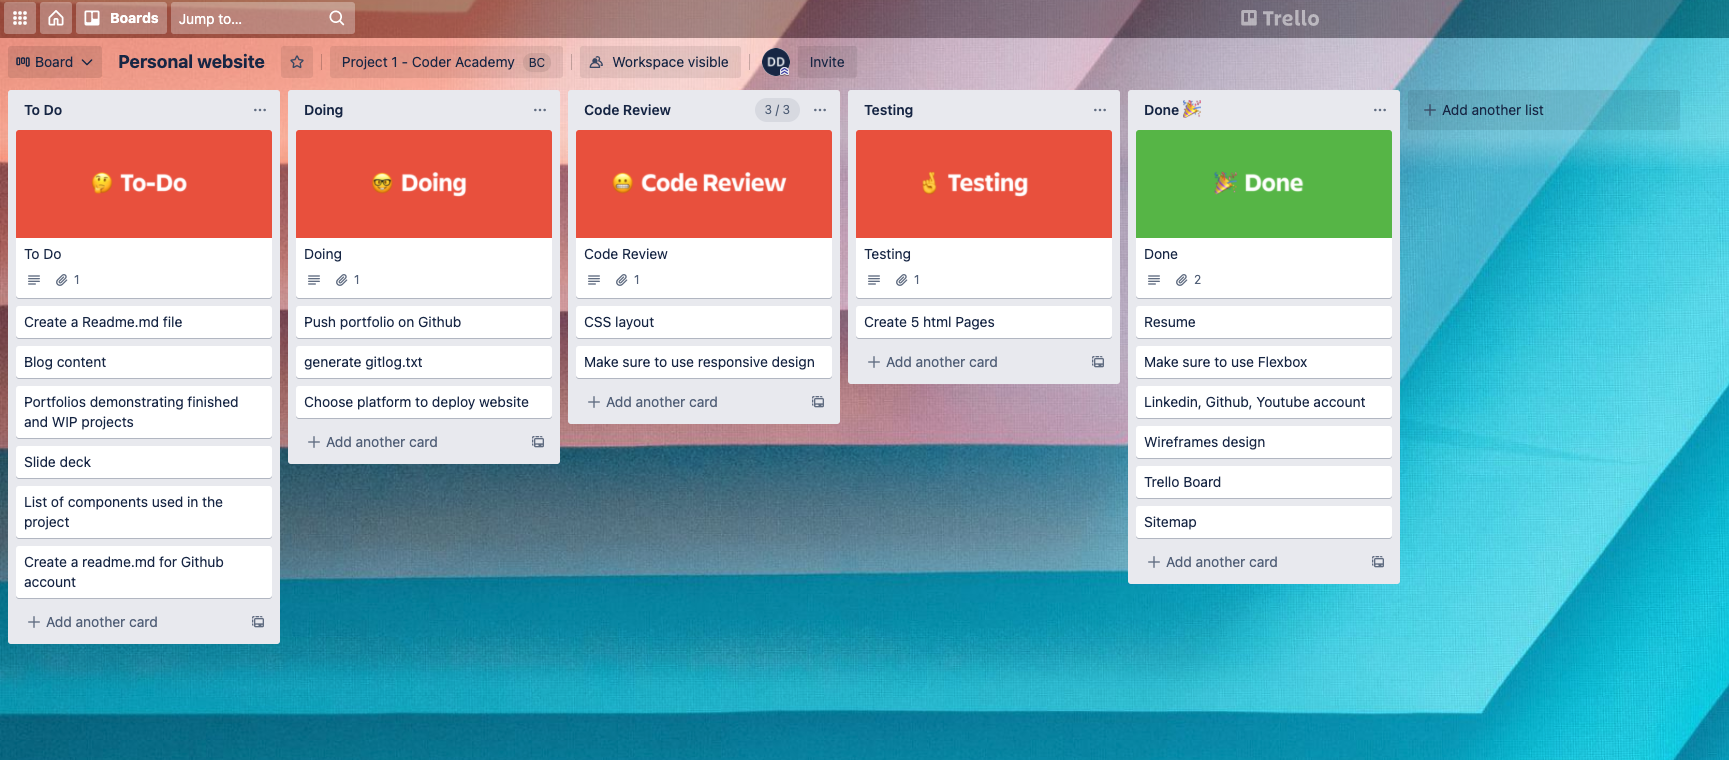 Boards
Jump to...
Trello
Board
Personal website
Project 1 - Coder Academy BC
Workspace visible
DD
Invite
To Do
🤔 To-Do
To Do
1
Create a Readme.md file
Blog content
Portfolios demonstrating finished
and WIP projects
Slide deck
List of components used in the
project
Create a readme.md for Github
account
+ Add another card
Doing
🤓 Doing
Doing
1
Push portfolio on Github
generate gitlog.txt
Choose platform to deploy website
+ Add another card
Code Review 3 / 3
😬 Code Review
Code Review
1
CSS layout
Make sure to use responsive design
+ Add another card
Testing
🤞 Testing
Testing
1
Create 5 html Pages
+ Add another card
Done 🎉
🎉 Done
Done
2
Resume
Make sure to use Flexbox
Linkedin, Github, Youtube account
Wireframes design
Trello Board
Sitemap
+ Add another card
+ Add another list